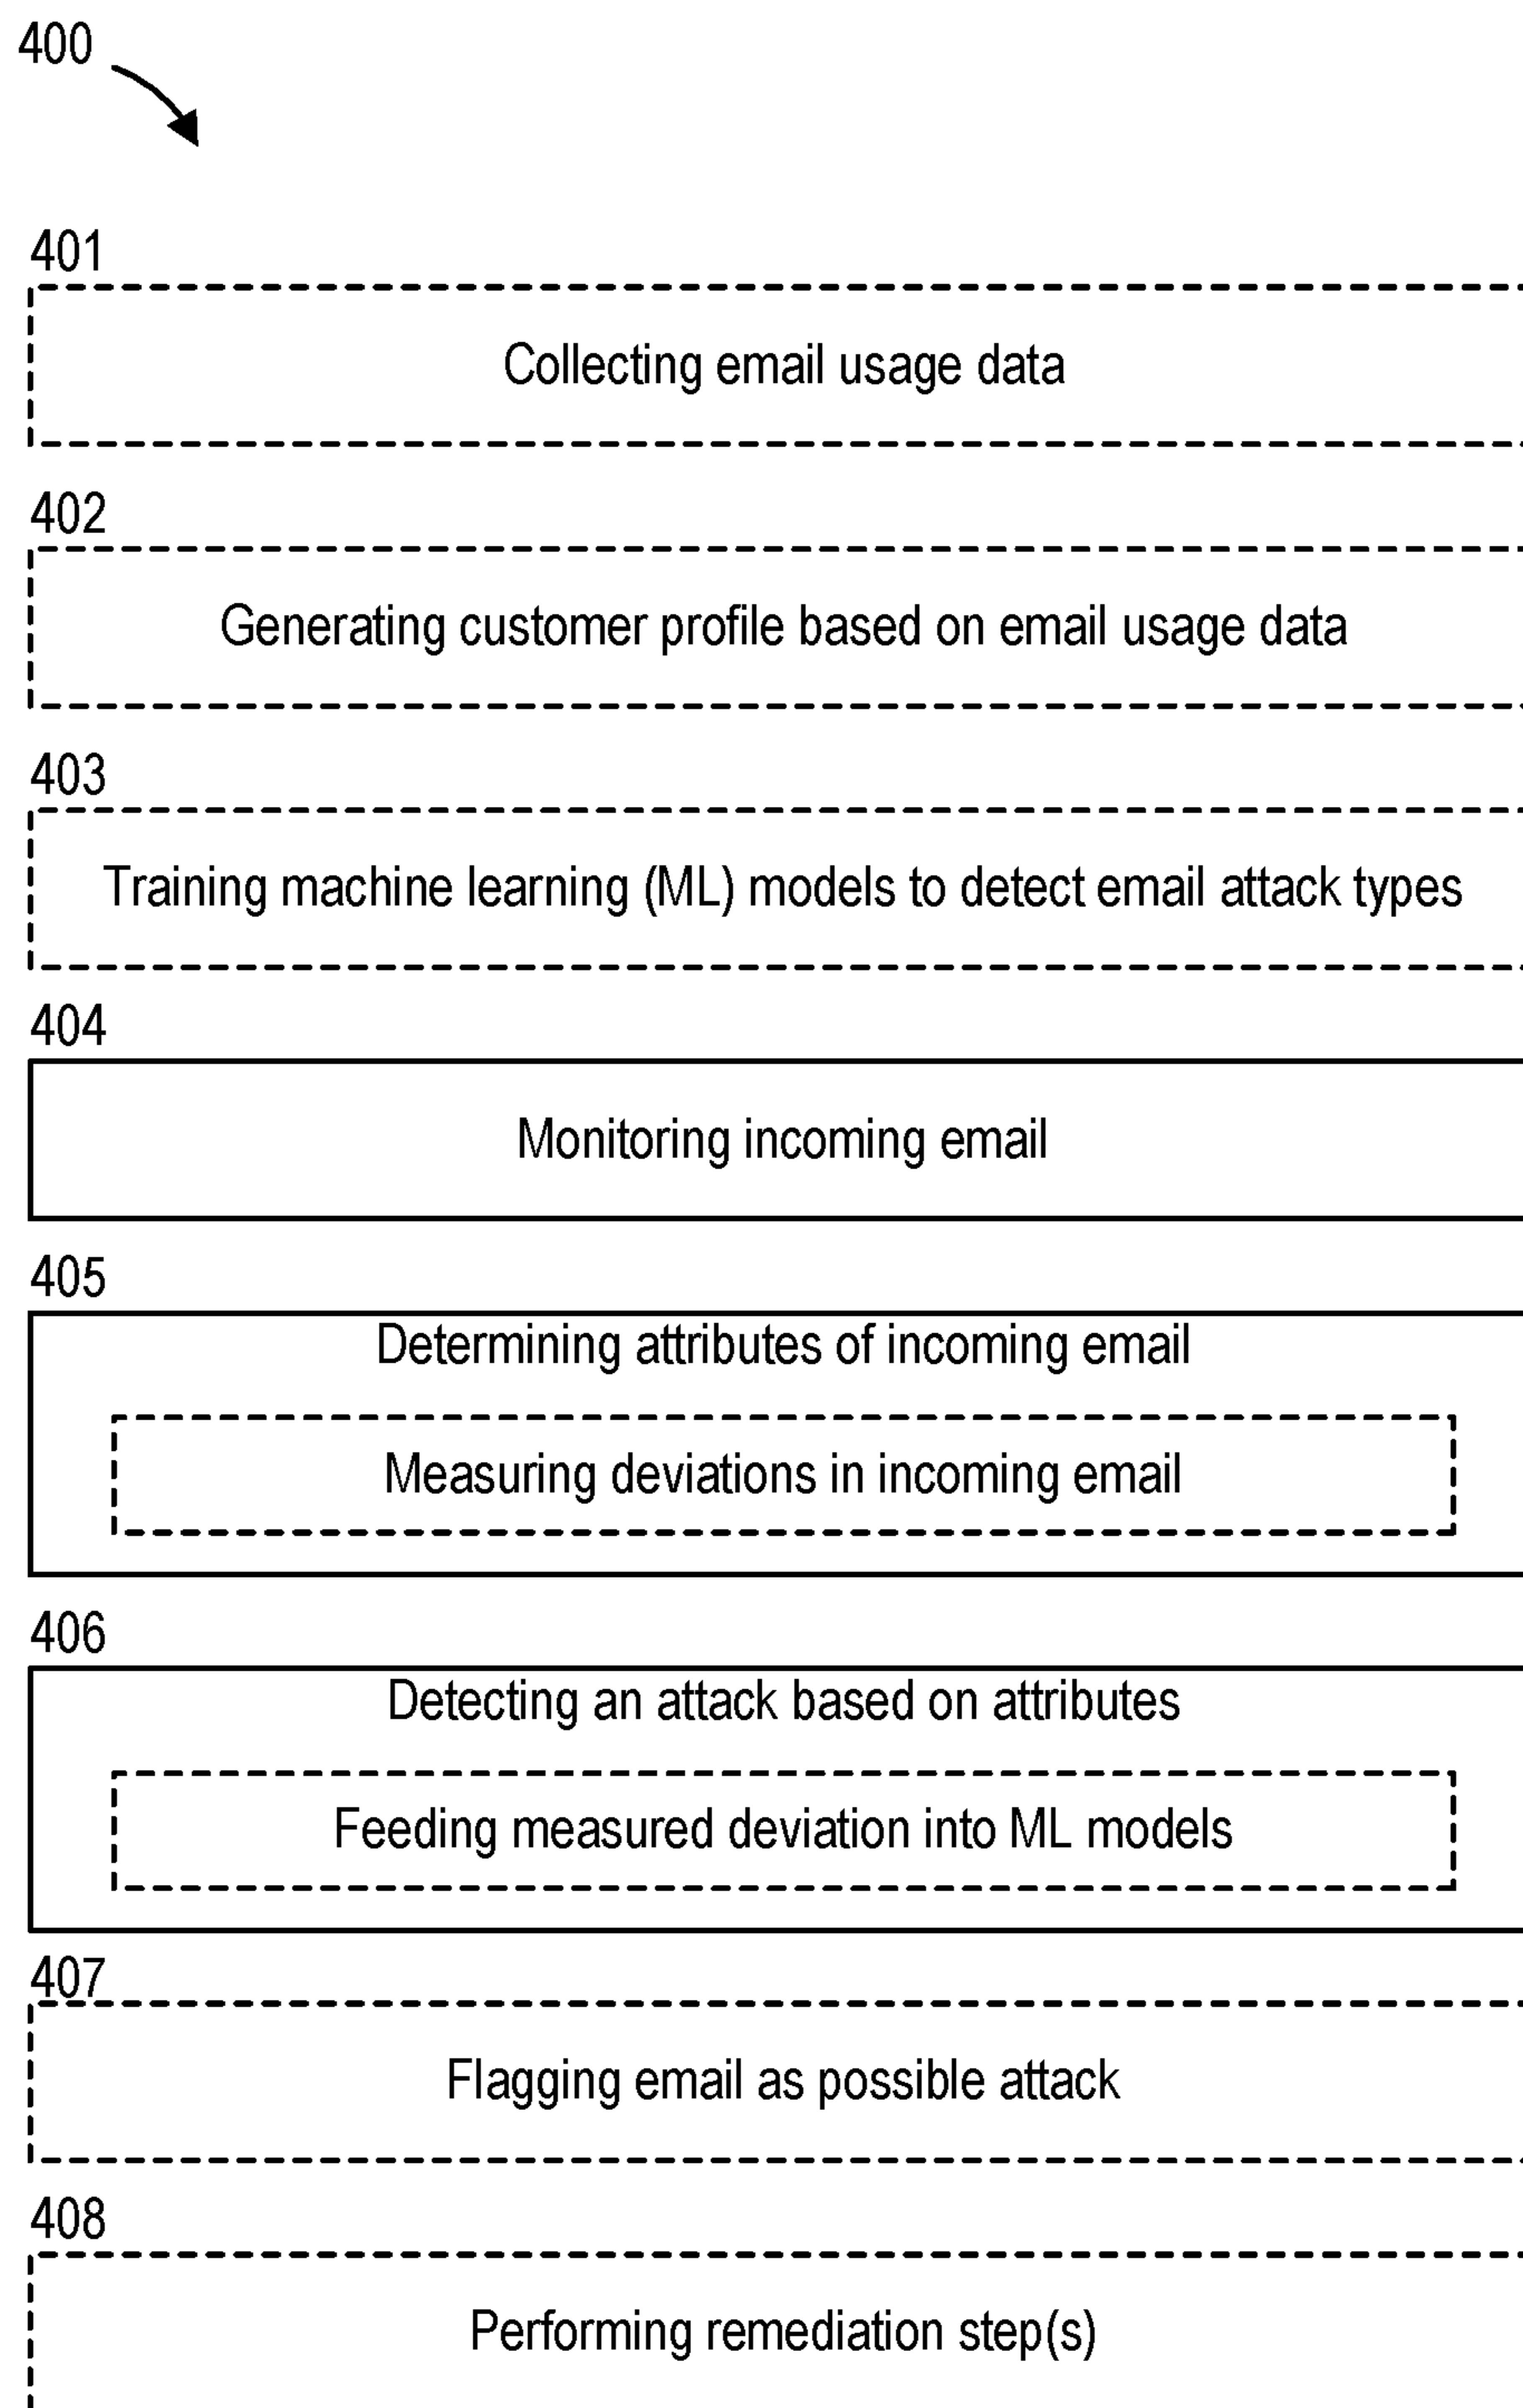 400
401
Collecting email usage data
402
Generating customer profile based on email usage data
403
Training machine learning (ML) models to detect email attack types
404
Monitoring incoming email
405
Determining attributes of incoming email
Measuring deviations in incoming email
406
Detecting an attack based on attributes
Feeding measured deviation into ML models
407
Flagging email as possible attack
408
Performing remediation step(s)